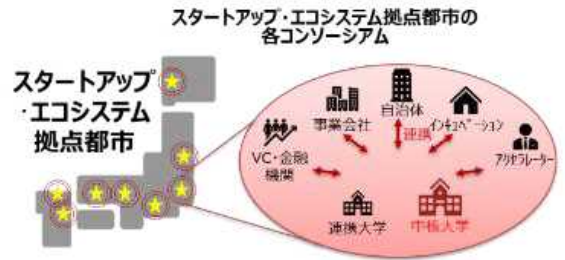 スタートアップ・エコシステム拠点都市の
各コンソーシアム
スタートアップ
・エコシステム
拠点都市
自治体
事業会社
連携
インキュベーション
VC・金融
機関
アクセラレーター
連携大学
中核大学